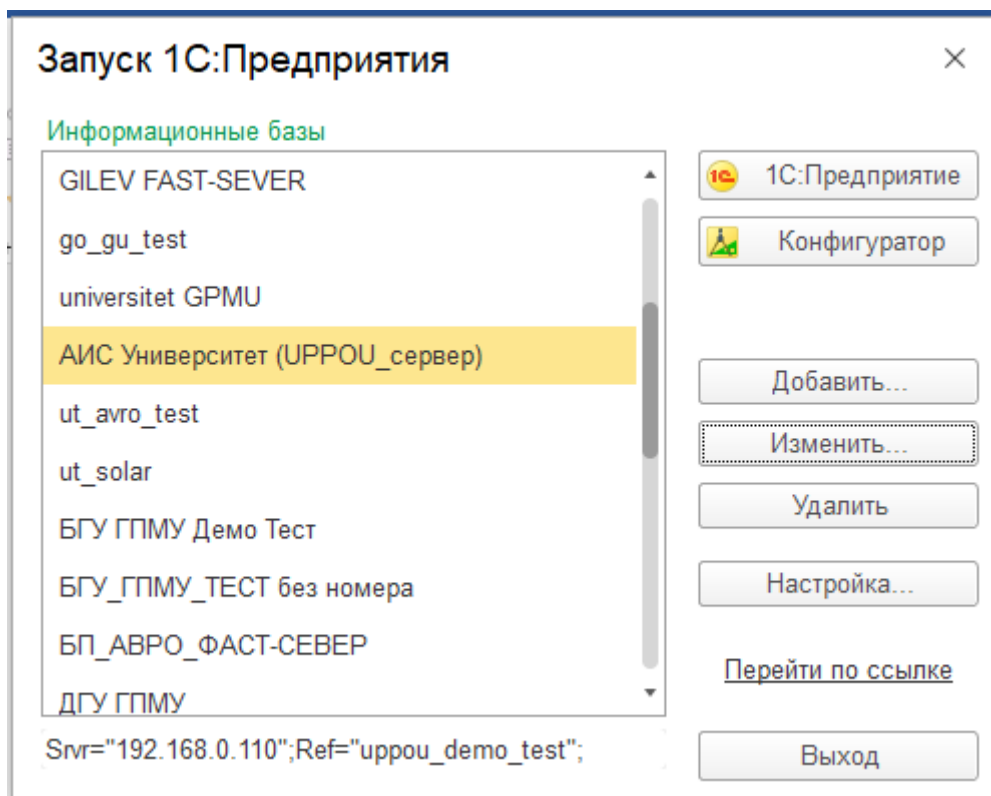 Запуск 1С:Предприятия
Информационные базы
GILEV FAST-SEVER
go_gu_test
universitet GPMU
АИС Университет (UPPOU_сервер)
ut_avro_test
ut_solar
БГУ ГПМУ Демо Тест
БГУ_ГПМУ_ТЕСТ без номера
БП_АВРО_ФАСТ-СЕВЕР
ДГУ ГПМУ
Srvr="192.168.0.110";Ref="uppou_demo_test";
1С:Предприятие
Конфигуратор
Добавить...
Изменить...
Удалить
Настройка...
Перейти по ссылке
Выход